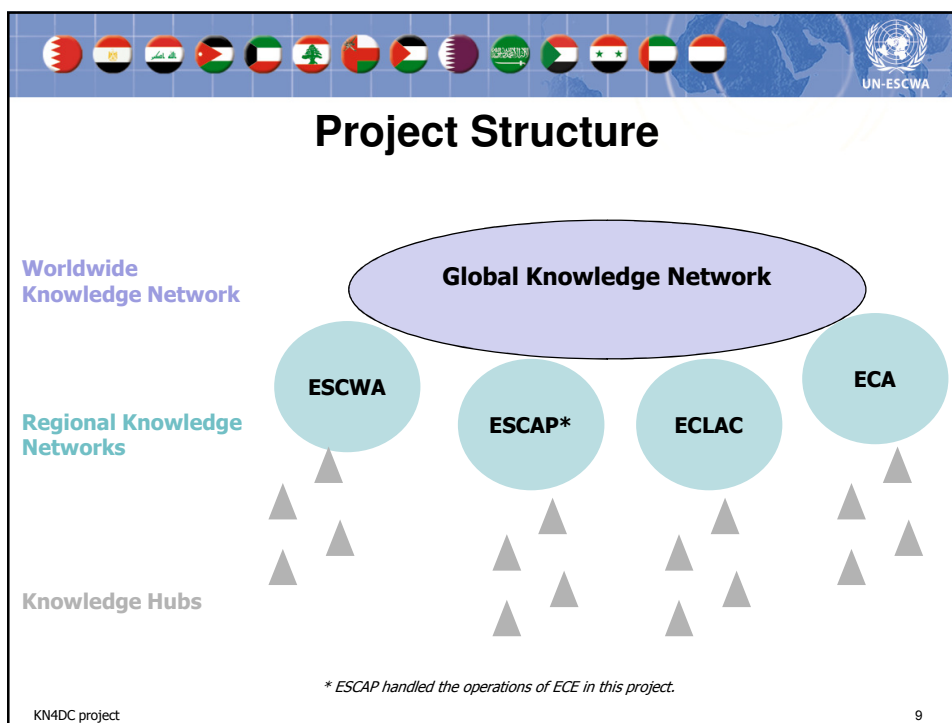 UN-ESCWA
Project Structure
Worldwide
Knowledge Network
Global Knowledge Network
ESCWA
ESCAP*
ECLAC
ECA
Regional Knowledge
Networks
Knowledge Hubs
* ESCAP handled the operations of ECE in this project.
KN4DC project
9